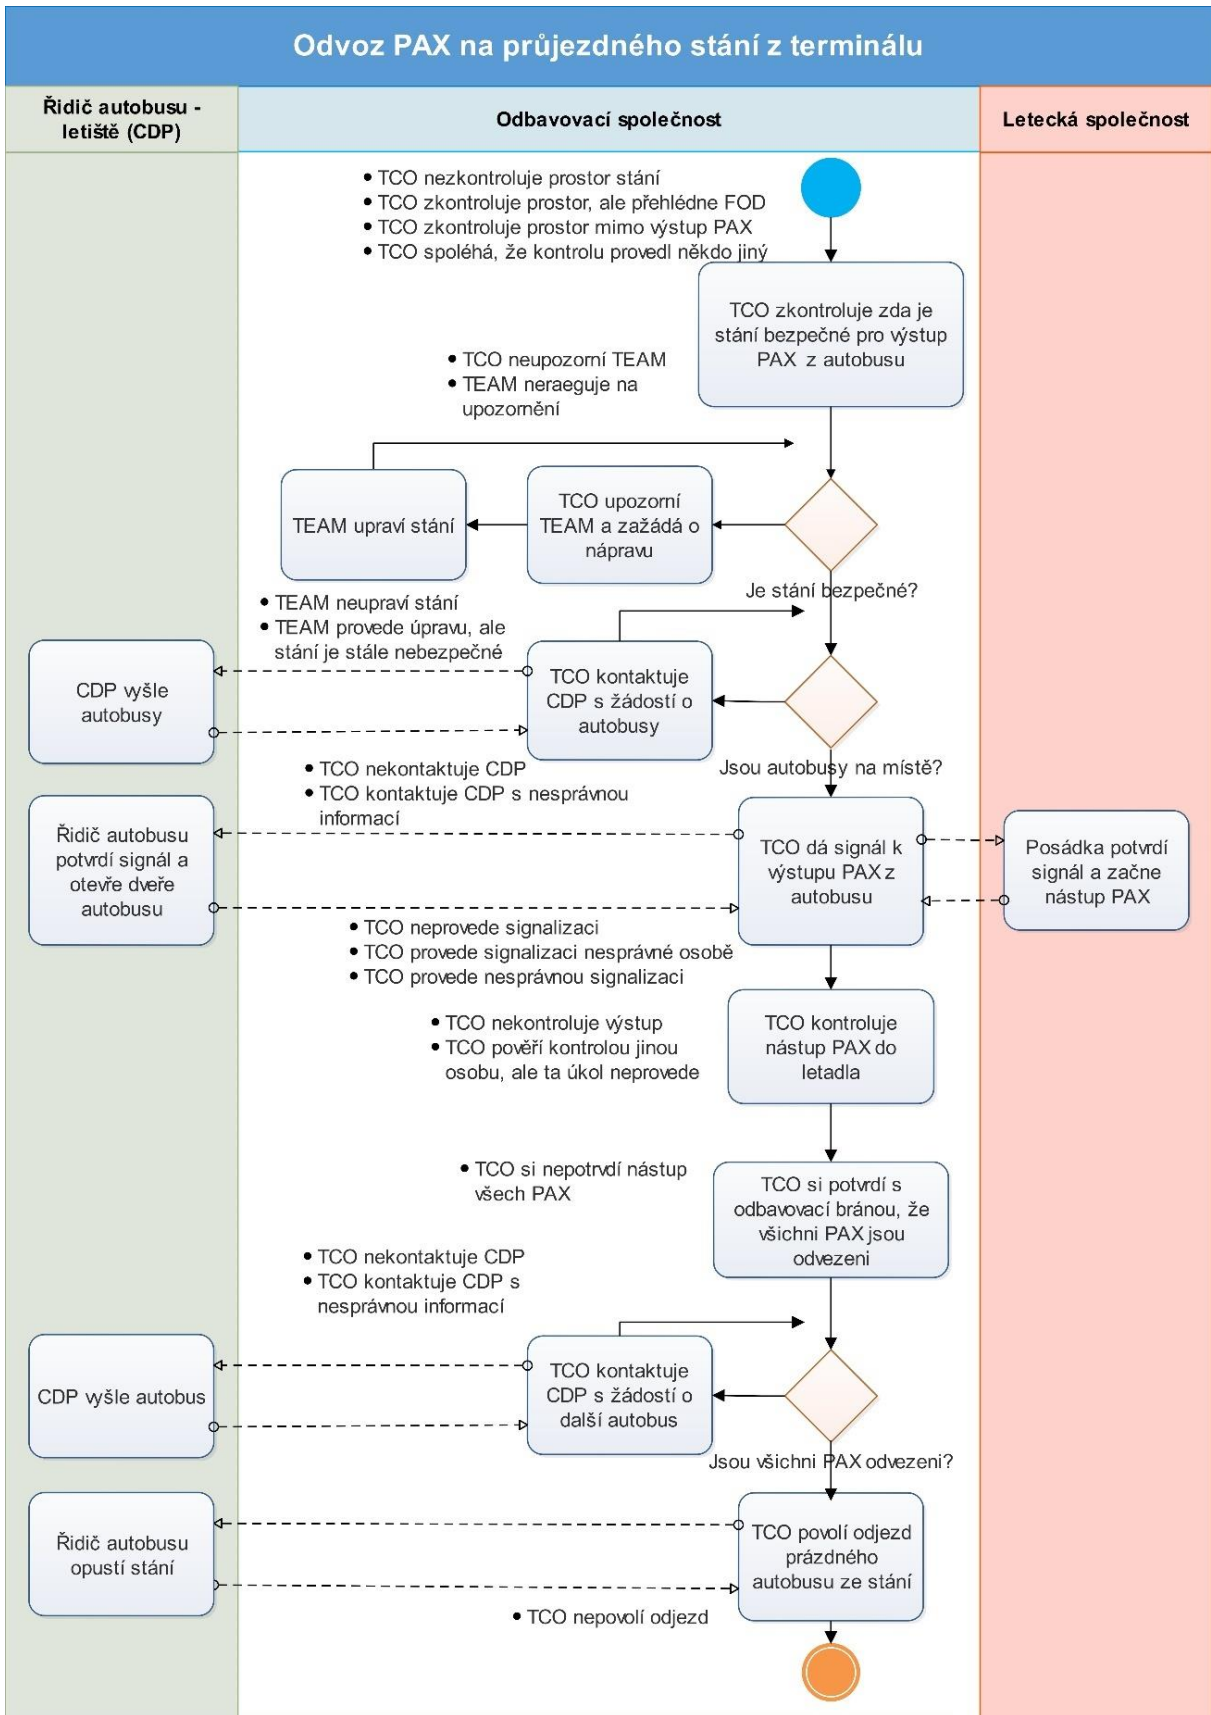 Odvoz PAX na průjezdného stání z terminálu
Řidič autobusu -
letiště (CDP)
Odbavovací společnost
Letecká společnost
• TCO nezkontroluje prostor stání
• TCO zkontroluje prostor, ale přehlédne FOD
• TCO zkontroluje prostor mimo výstup PAX
• TCO spoléhá, že kontrolu provedl někdo jiný
TCO zkontroluje zda je
stání bezpečné pro výstup
PAX z autobusu
• TCO neupozorní TEAM
• TEAM neraeguje na
upozornění
TEAM upraví stání
TCO upozorní
TEAM a zažádá o
nápravu
Je stání bezpečné?
• TEAM neupraví stání
• TEAM provede úpravu, ale
stání je stále nebezpečné
CDP vyšle
autobusy
TCO kontaktuje
CDP s žádostí o
autobusy
Jsou autobusy na místě?
• TCO nekontaktuje CDP
• TCO kontaktuje CDP s nesprávnou
informací
Řidič autobusu
potvrdí signál a
otevře dveře
autobusu
TCO dá signál k
výstupu PAX z
autobusu
Posádka potvrdí
signál a začne
nástup PAX
• TCO neprovede signalizaci
• TCO provede signalizaci nesprávné osobě
• TCO provede nesprávnou signalizaci
• TCO nekontroluje výstup
• TCO pověří kontrolou jinou
osobu, ale ta úkol neprovede
TCO kontroluje
nástup PAX do
letadla
• TCO si nepotrvdí nástup
všech PAX
TCO si potvrdí s
odbavovací bránou, že
všichni PAX jsou
odvezeni
• TCO nekontaktuje CDP
• TCO kontaktuje CDP s
nesprávnou informací
CDP vyšle autobus
TCO kontaktuje
CDP s žádostí o
další autobus
Jsou všichni PAX odvezeni?
Řidič autobusu
opustí stání
TCO povolí odjezd
prázdného
autobusu ze stání
• TCO nepovolí odjezd